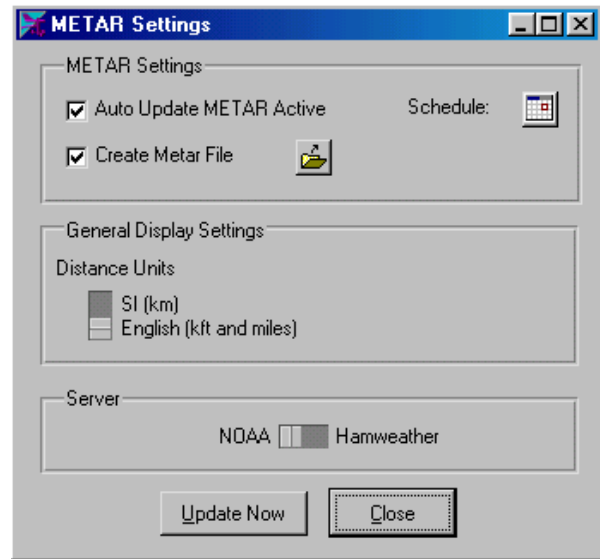 METAR Settings
METAR Settings
Auto Update METAR Active Schedule:
Create Metar File
General Display Settings
Distance Units
SI (km)
English (kft and miles)
Server
NOAA Hamweather
Update Now Close